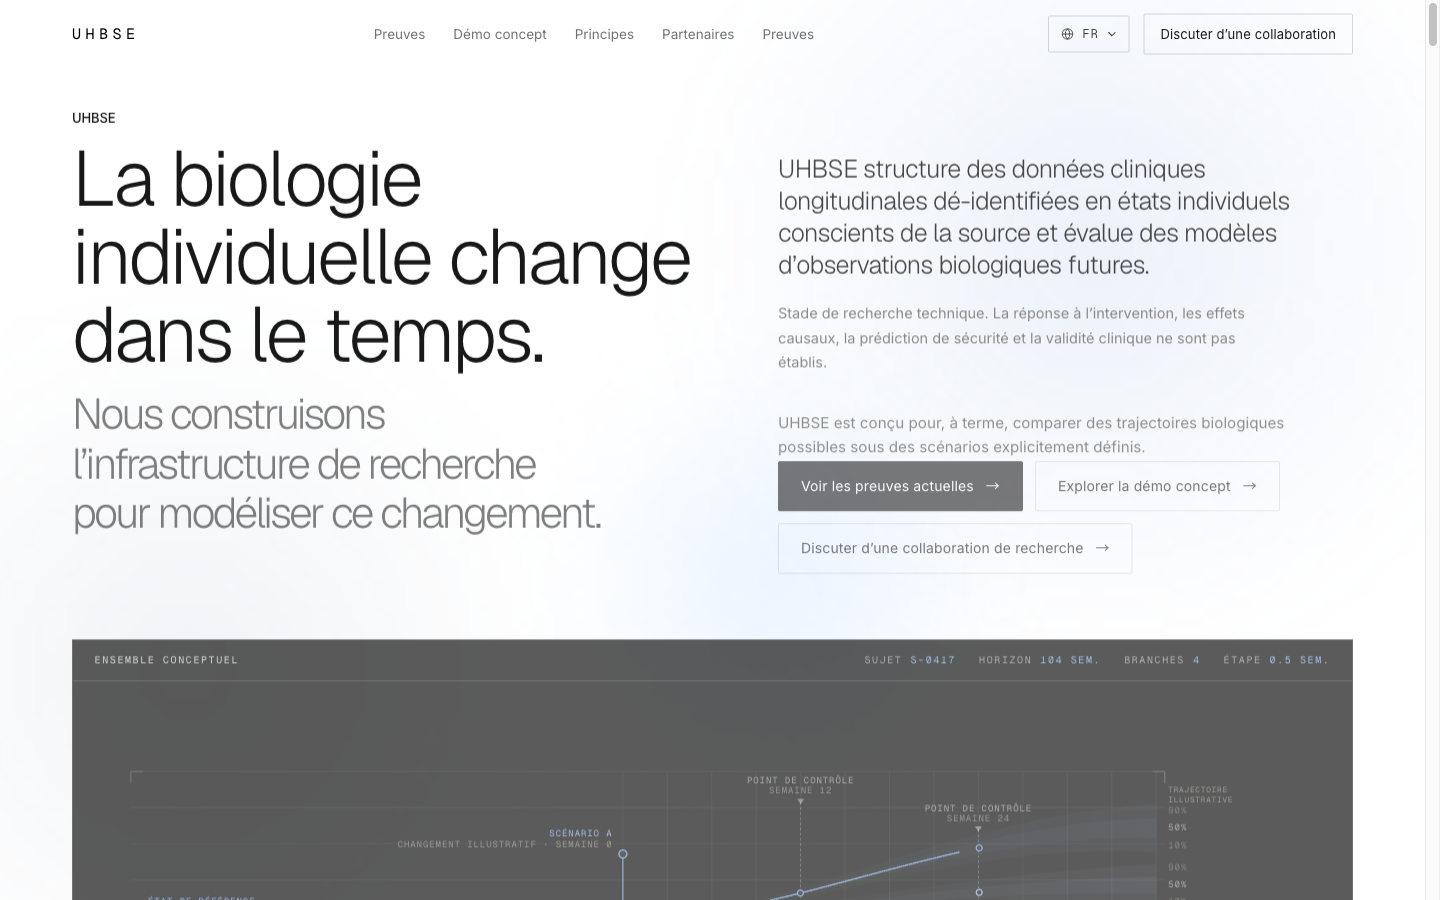 UHBSE
Preuves
Démo concept
Principes
Partenaires
Preuves
FR
Discuter d’une collaboration
UHBSE
La biologie
individuelle change
dans le temps.
Nous construisons
l’infrastructure de recherche
pour modéliser ce changement.
UHBSE structure des données cliniques
longitudinales dé-identifiées en états individuels
conscients de la source et évalue des modèles
d’observations biologiques futures.
Stade de recherche technique. La réponse à l’intervention, les effets
causaux, la prédiction de sécurité et la validité clinique ne sont pas
établis.
UHBSE est conçu pour, à terme, comparer des trajectoires biologiques
possibles sous des scénarios explicitement définis.
Voir les preuves actuelles →
Explorer la démo concept →
Discuter d’une collaboration de recherche →
ENSEMBLE CONCEPTUEL
SUJET S-0417
HORIZON 104 SEM.
BRANCHES 4
ÉTAPE 0.5 SEM.
POINT DE CONTRÔLE
SEMAINE 12
POINT DE CONTRÔLE
SEMAINE 24
TRAJECTOIRE
ILLUSTRATIVE
90%
50%
10%
90%
50%
SCÉNARIO A
CHANGEMENT ILLUSTRATIF · SEMAINE 0